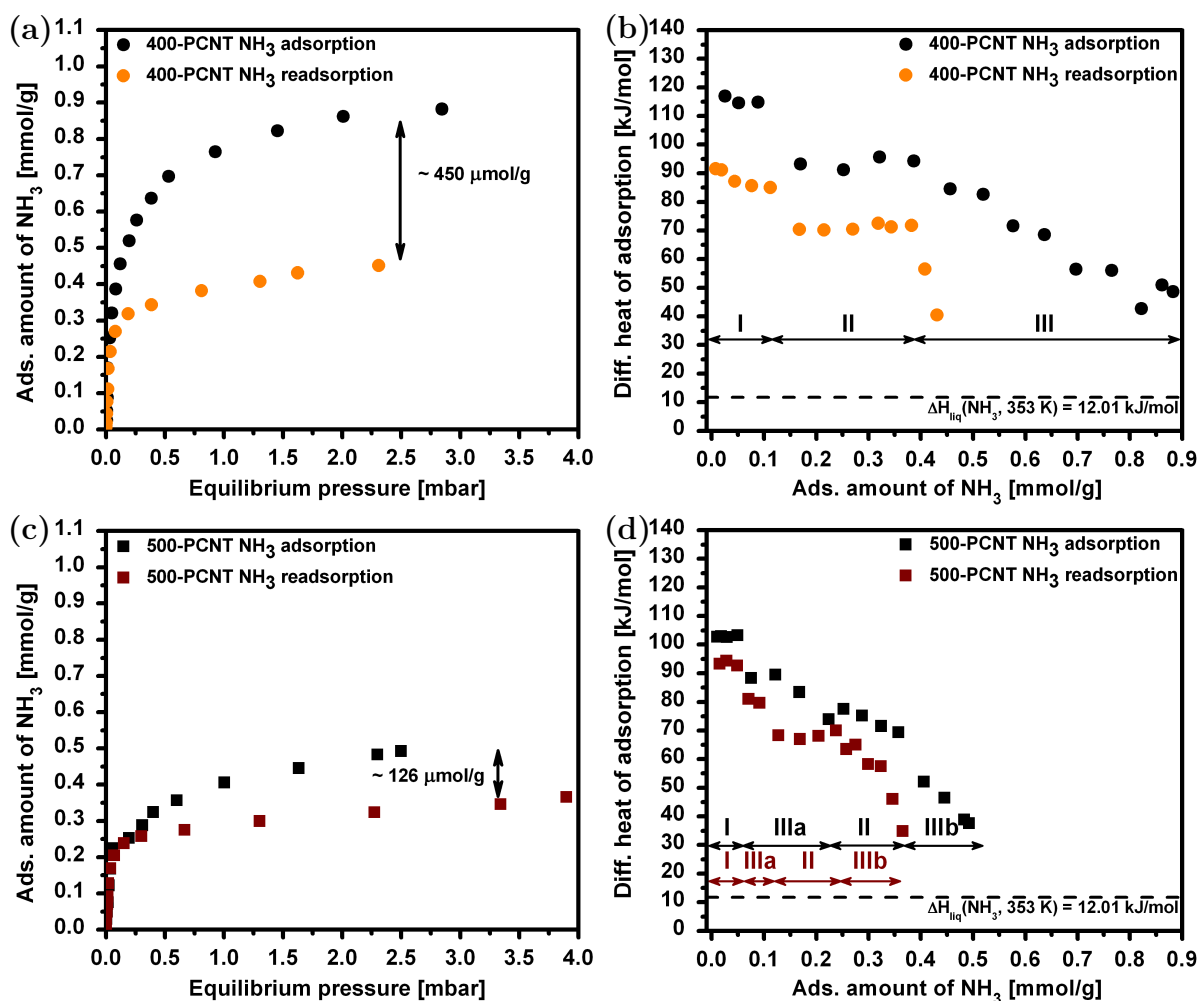 (a)
1.1
1.0
0.9
0.8
0.7
0.6
0.5
0.4
0.3
0.2
0.1
0.0
Ads. amount of NH3 [mmol/g]
400-PCNT NH3 adsorption
400-PCNT NH3 readsorption
~ 450 μmol/g
0.0 0.5 1.0 1.5 2.0 2.5 3.0 3.5 4.0
Equilibrium pressure [mbar]
(b)
140
130
120
110
100
90
80
70
60
50
40
30
20
10
0
Diff. heat of adsorption [kJ/mol]
400-PCNT NH3 adsorption
400-PCNT NH3 readsorption
I II III
ΔHliq(NH3, 353 K) = 12.01 kJ/mol
0.0 0.1 0.2 0.3 0.4 0.5 0.6 0.7 0.8 0.9
Ads. amount of NH3 [mmol/g]
(c)
1.1
1.0
0.9
0.8
0.7
0.6
0.5
0.4
0.3
0.2
0.1
0.0
Ads. amount of NH3 [mmol/g]
500-PCNT NH3 adsorption
500-PCNT NH3 readsorption
~ 126 μmol/g
0.0 0.5 1.0 1.5 2.0 2.5 3.0 3.5 4.0
Equilibrium pressure [mbar]
(d)
140
130
120
110
100
90
80
70
60
50
40
30
20
10
0
Diff. heat of adsorption [kJ/mol]
500-PCNT NH3 adsorption
500-PCNT NH3 readsorption
I IIIa II IIIb
I IIIa II IIIb
ΔHliq(NH3, 353 K) = 12.01 kJ/mol
0.0 0.1 0.2 0.3 0.4 0.5 0.6 0.7 0.8 0.9
Ads. amount of NH3 [mmol/g]